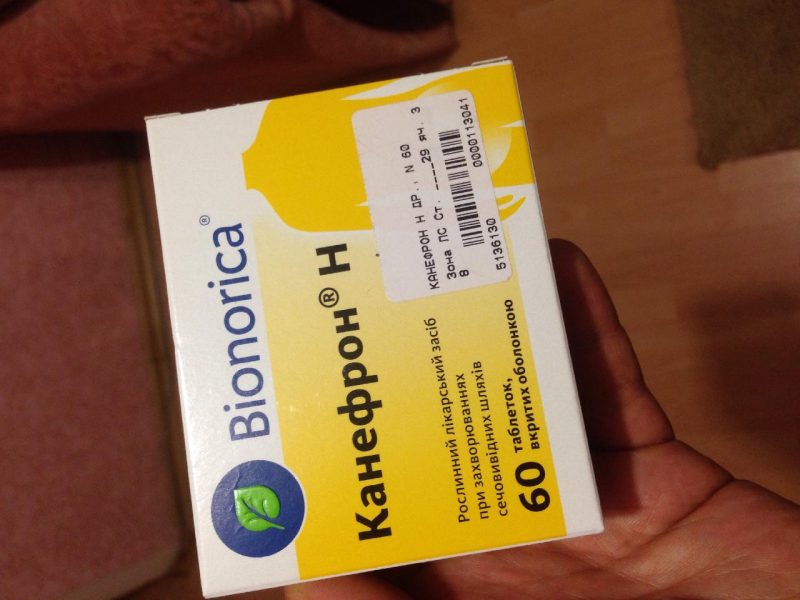 Bionorica®
Канефрон® Н
КАНЕФРОН Н ДР., N 60
Зона ПС Ст. ----29 яч. 3
8
0000113041
5136130
Рослинний лікарський засіб
при захворюваннях
сечовивідних шляхів
60 таблеток,
вкритих оболонкою